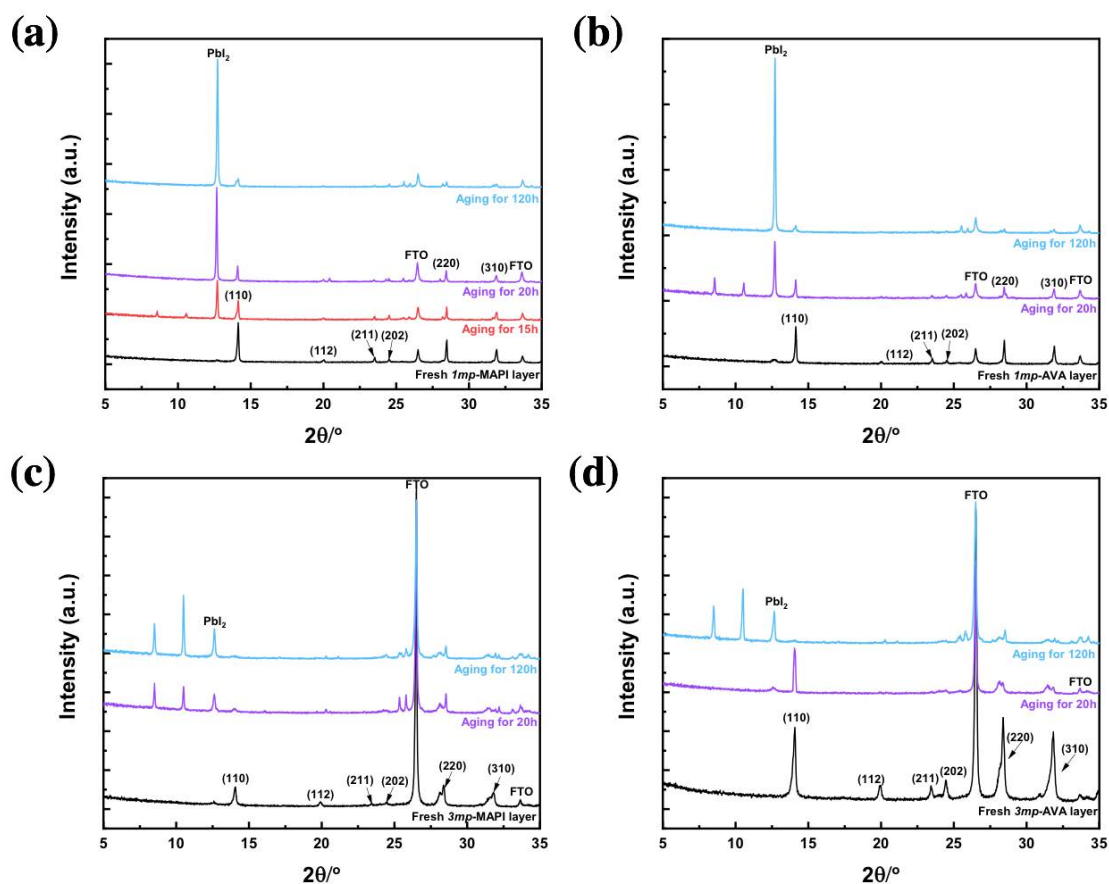 (a)
PbI2
Aging for 120h
FTO
(220)
(310)
FTO
Aging for 20h
(110)
Aging for 15h
(112)
(211)
(202)
Fresh 1mp-MAPI layer
Intensity (a.u.)
5 10 15 20 25 30 35
2θ/º
(b)
PbI2
Aging for 120h
FTO
(220)
(310)
FTO
Aging for 20h
(110)
(112)
(211)
(202)
Fresh 1mp-AVA layer
Intensity (a.u.)
5 10 15 20 25 30 35
2θ/º
(c)
FTO
PbI2
Aging for 120h
Aging for 20h
(110)
(112)
(211)
(202)
(220)
(310)
FTO
Fresh 3mp-MAPI layer
Intensity (a.u.)
5 10 15 20 25 30 35
2θ/º
(d)
FTO
PbI2
Aging for 120h
FTO
Aging for 20h
(110)
(112)
(211)
(202)
(220)
(310)
Fresh 3mp-AVA layer
Intensity (a.u.)
5 10 15 20 25 30 35
2θ/º